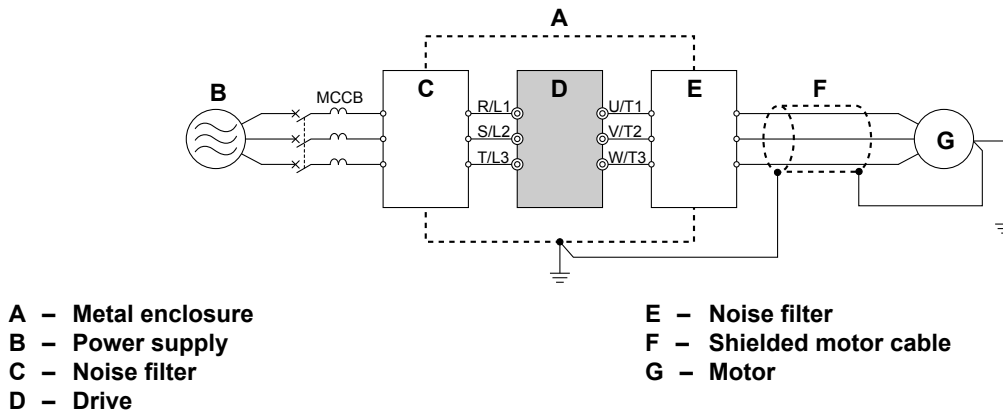 A
B
MCCB
C
R/L1
S/L2
T/L3
D
U/T1
V/T2
W/T3
E
F
G
A – Metal enclosure
B – Power supply
C – Noise filter
D – Drive
E – Noise filter
F – Shielded motor cable
G – Motor